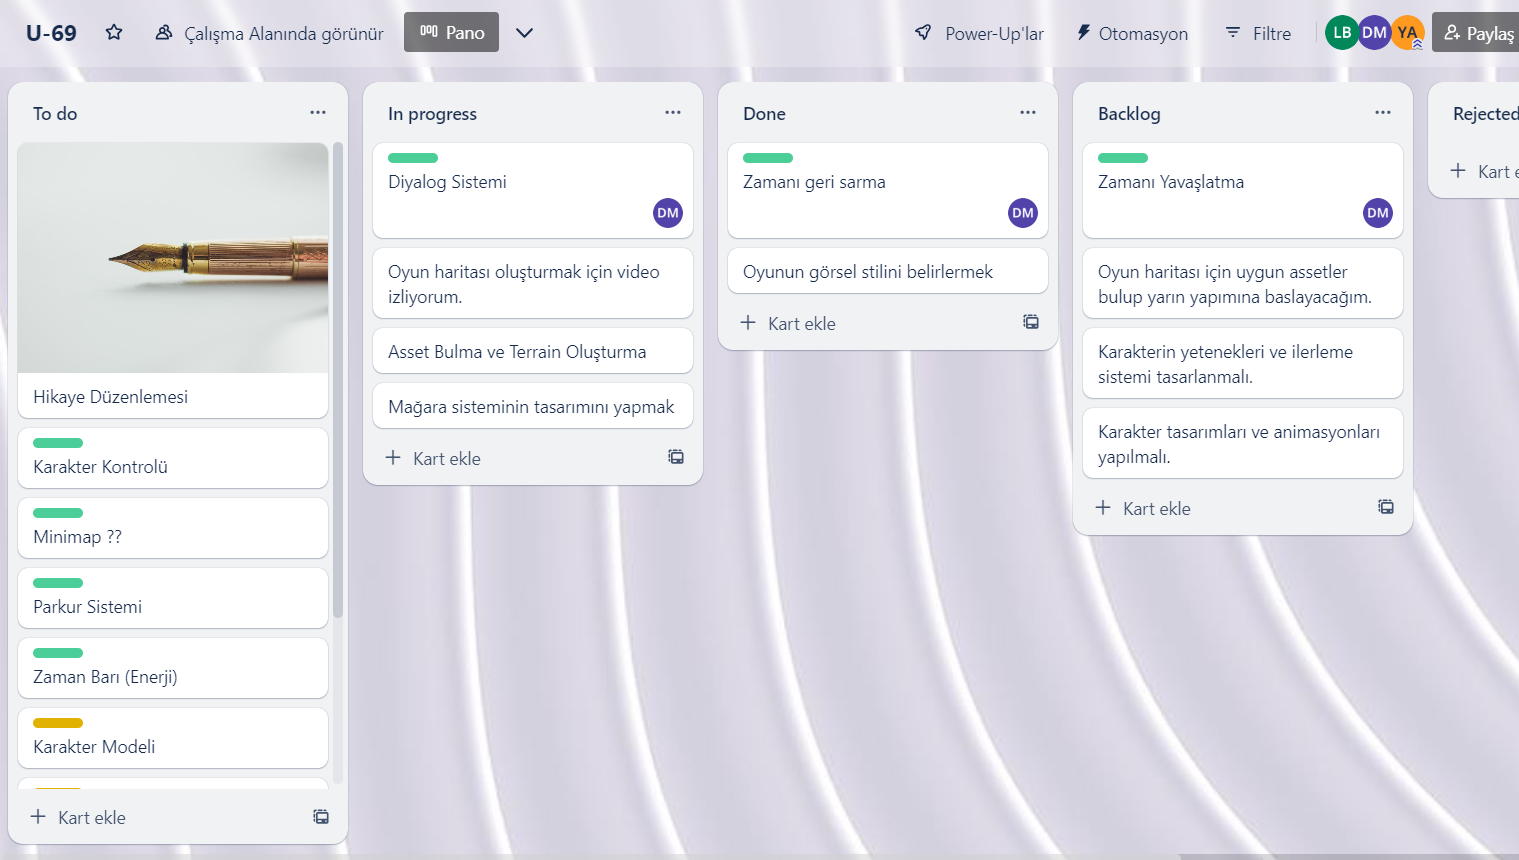 U-69
Çalışma Alanında görünür
Pano
Power-Up'lar
Otomasyon
Filtre
LB
DM
YA
Paylaş
To do
Hikaye Düzenlemesi
Karakter Kontrolü
Minimap ??
Parkur Sistemi
Zaman Barı (Enerji)
Karakter Modeli
Kart ekle
In progress
Diyalog Sistemi
DM
Oyun haritası oluşturmak için video
izliyorum.
Asset Bulma ve Terrain Oluşturma
Mağara sisteminin tasarımını yapmak
Kart ekle
Done
Zamanı geri sarma
DM
Oyunun görsel stilini belirlermek
Kart ekle
Backlog
Zamanı Yavaşlatma
DM
Oyun haritası için uygun assetler
bulup yarın yapımına baslayacağım.
Karakterin yetenekleri ve ilerleme
sistemi tasarlanmalı.
Karakter tasarımları ve animasyonları
yapılmalı.
Kart ekle
Rejected
Kart e